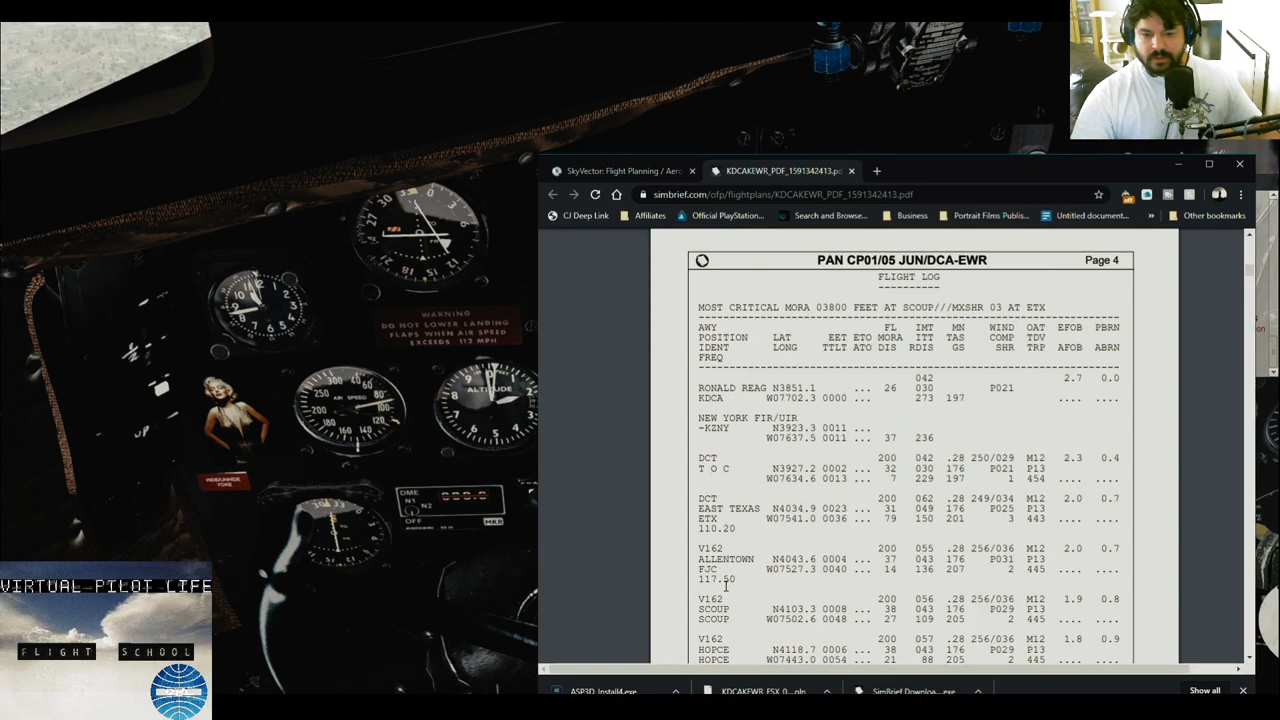 SkyVector: Flight Planning / Aero
KDCAKEWR_PDF_1591342413.pdf
simbrief.com/ofp/flightplans/KDCAKEWR_PDF_1591342413.pdf
CJ Deep Link
Affiliates
Official PlayStation...
Search and Browse...
Business
Portrait Films Publis...
Untitled document...
Other bookmarks
PAN CP01/05 JUN/DCA-EWR Page 4
FLIGHT LOG
MOST CRITICAL MORA 03800 FEET AT SCOUP///MXSHR 03 AT ETX
AWY FL IMT MN WIND OAT EFOB PBRN
POSITION LAT EET ETO MORA ITT TAS COMP TDV
IDENT LONG TTLT ATO DIS RDIS GS SHR TRP AFOB ABRN
FREQ
042 2.7 0.0
RONALD REAG N3851.1 ... 26 030 P021
KDCA W07702.3 0000 ... 273 197 .... ....
NEW YORK FIR/UIR
-KZNY N3923.3 0011 ...
W07637.5 0011 ... 37 236
DCT 200 042 .28 250/029 M12 2.3 0.4
T O C N3927.2 0002 ... 32 030 176 P021 P13
W07634.6 0013 ... 7 229 197 1 454 .... ....
DCT 200 062 .28 249/034 M12 2.0 0.7
EAST TEXAS N4034.9 0023 ... 31 049 176 P025 P13
ETX W07541.0 0036 ... 79 150 201 3 443 .... ....
110.20
V162 200 055 .28 256/036 M12 2.0 0.7
ALLENTOWN N4043.6 0004 ... 37 043 176 P031 P13
FJC W07527.3 0040 ... 14 136 207 2 445 .... ....
117.50
V162 200 056 .28 256/036 M12 1.9 0.8
SCOUP N4103.3 0008 ... 38 043 176 P029 P13
SCOUP W07502.6 0048 ... 27 109 205 2 445 .... ....
V162 200 057 .28 256/036 M12 1.8 0.9
HOPCE N4118.7 0006 ... 38 043 176 P029 P13
HOPCE W07443.0 0054 ... 21 88 205 2 445 .... ....
ASP3D_Install4.exe
KDCAKEWR_FSX_0....pln
SimBrief Downloa....exe
Show all
WARNING
DO NOT LOWER LANDING
FLAPS WHEN AIR SPEED
EXCEEDS 112 MPH
AIR SPEED
ALTITUDE
HIDE/UNHIDE
YOKE
DME
N1 N2
OFF
MKR
UP
VIRTUAL PILOT LIFE
FLIGHT SCHOOL